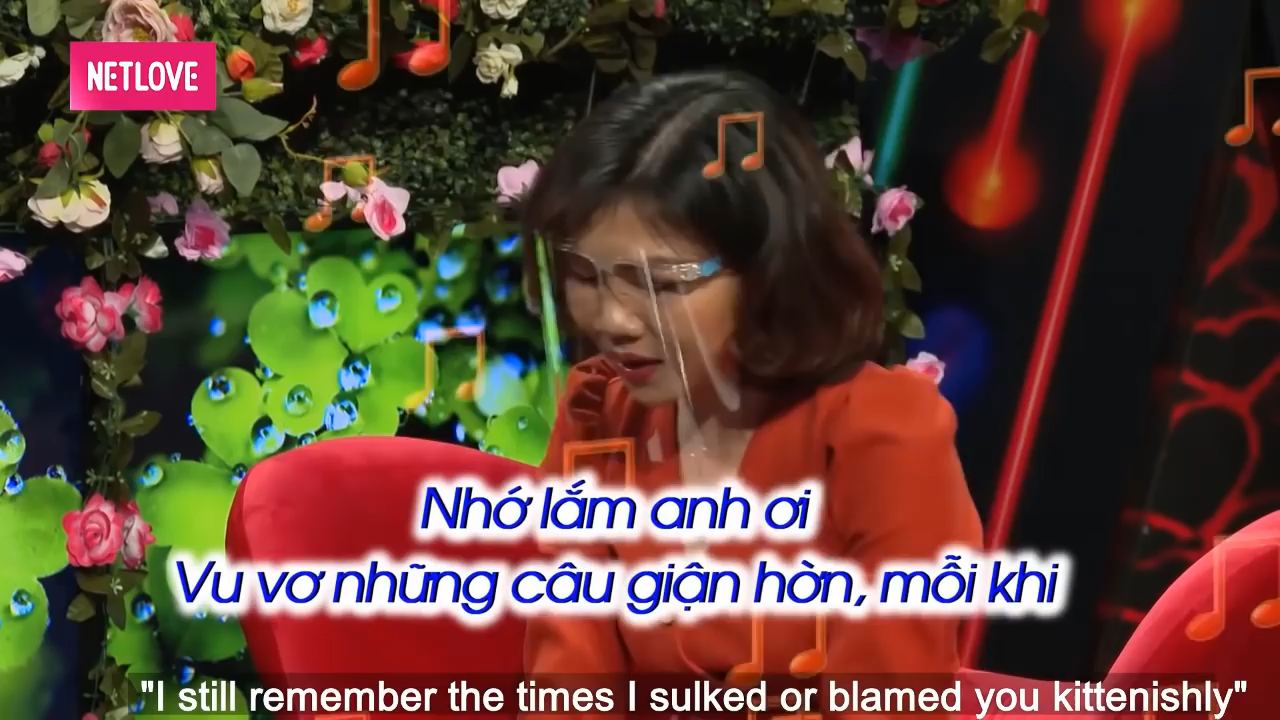 NETLOVE
Nhớ lắm anh ơi
Vu vơ những câu giận hờn, mỗi khi
"I still remember the times I sulked or blamed you kittenishly"